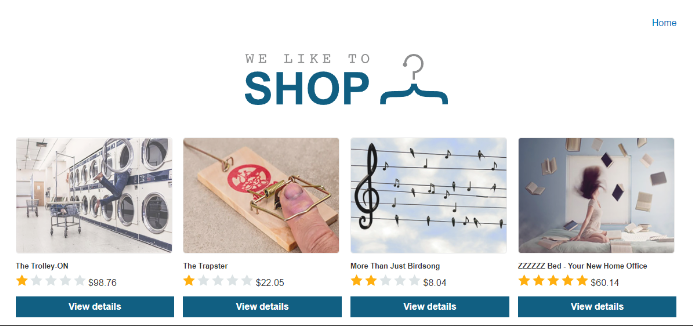 Home
WE LIKE TO
SHOP
The Trolley-ON
$98.76
View details
The Trapster
$22.05
View details
More Than Just Birdsong
$8.04
View details
ZZZZZZ Bed - Your New Home Office
$60.14
View details